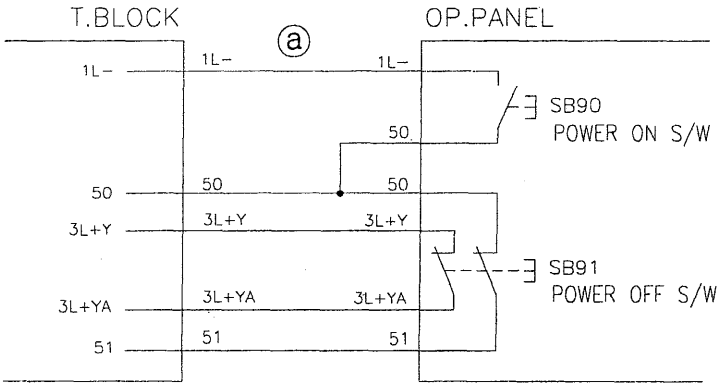 T.BLOCK
OP.PANEL
a
1L-
1L-
1L-
SB90
POWER ON S/W
50
50
50
50
3L+Y
3L+Y
3L+Y
SB91
POWER OFF S/W
3L+YA
3L+YA
3L+YA
51
51
51